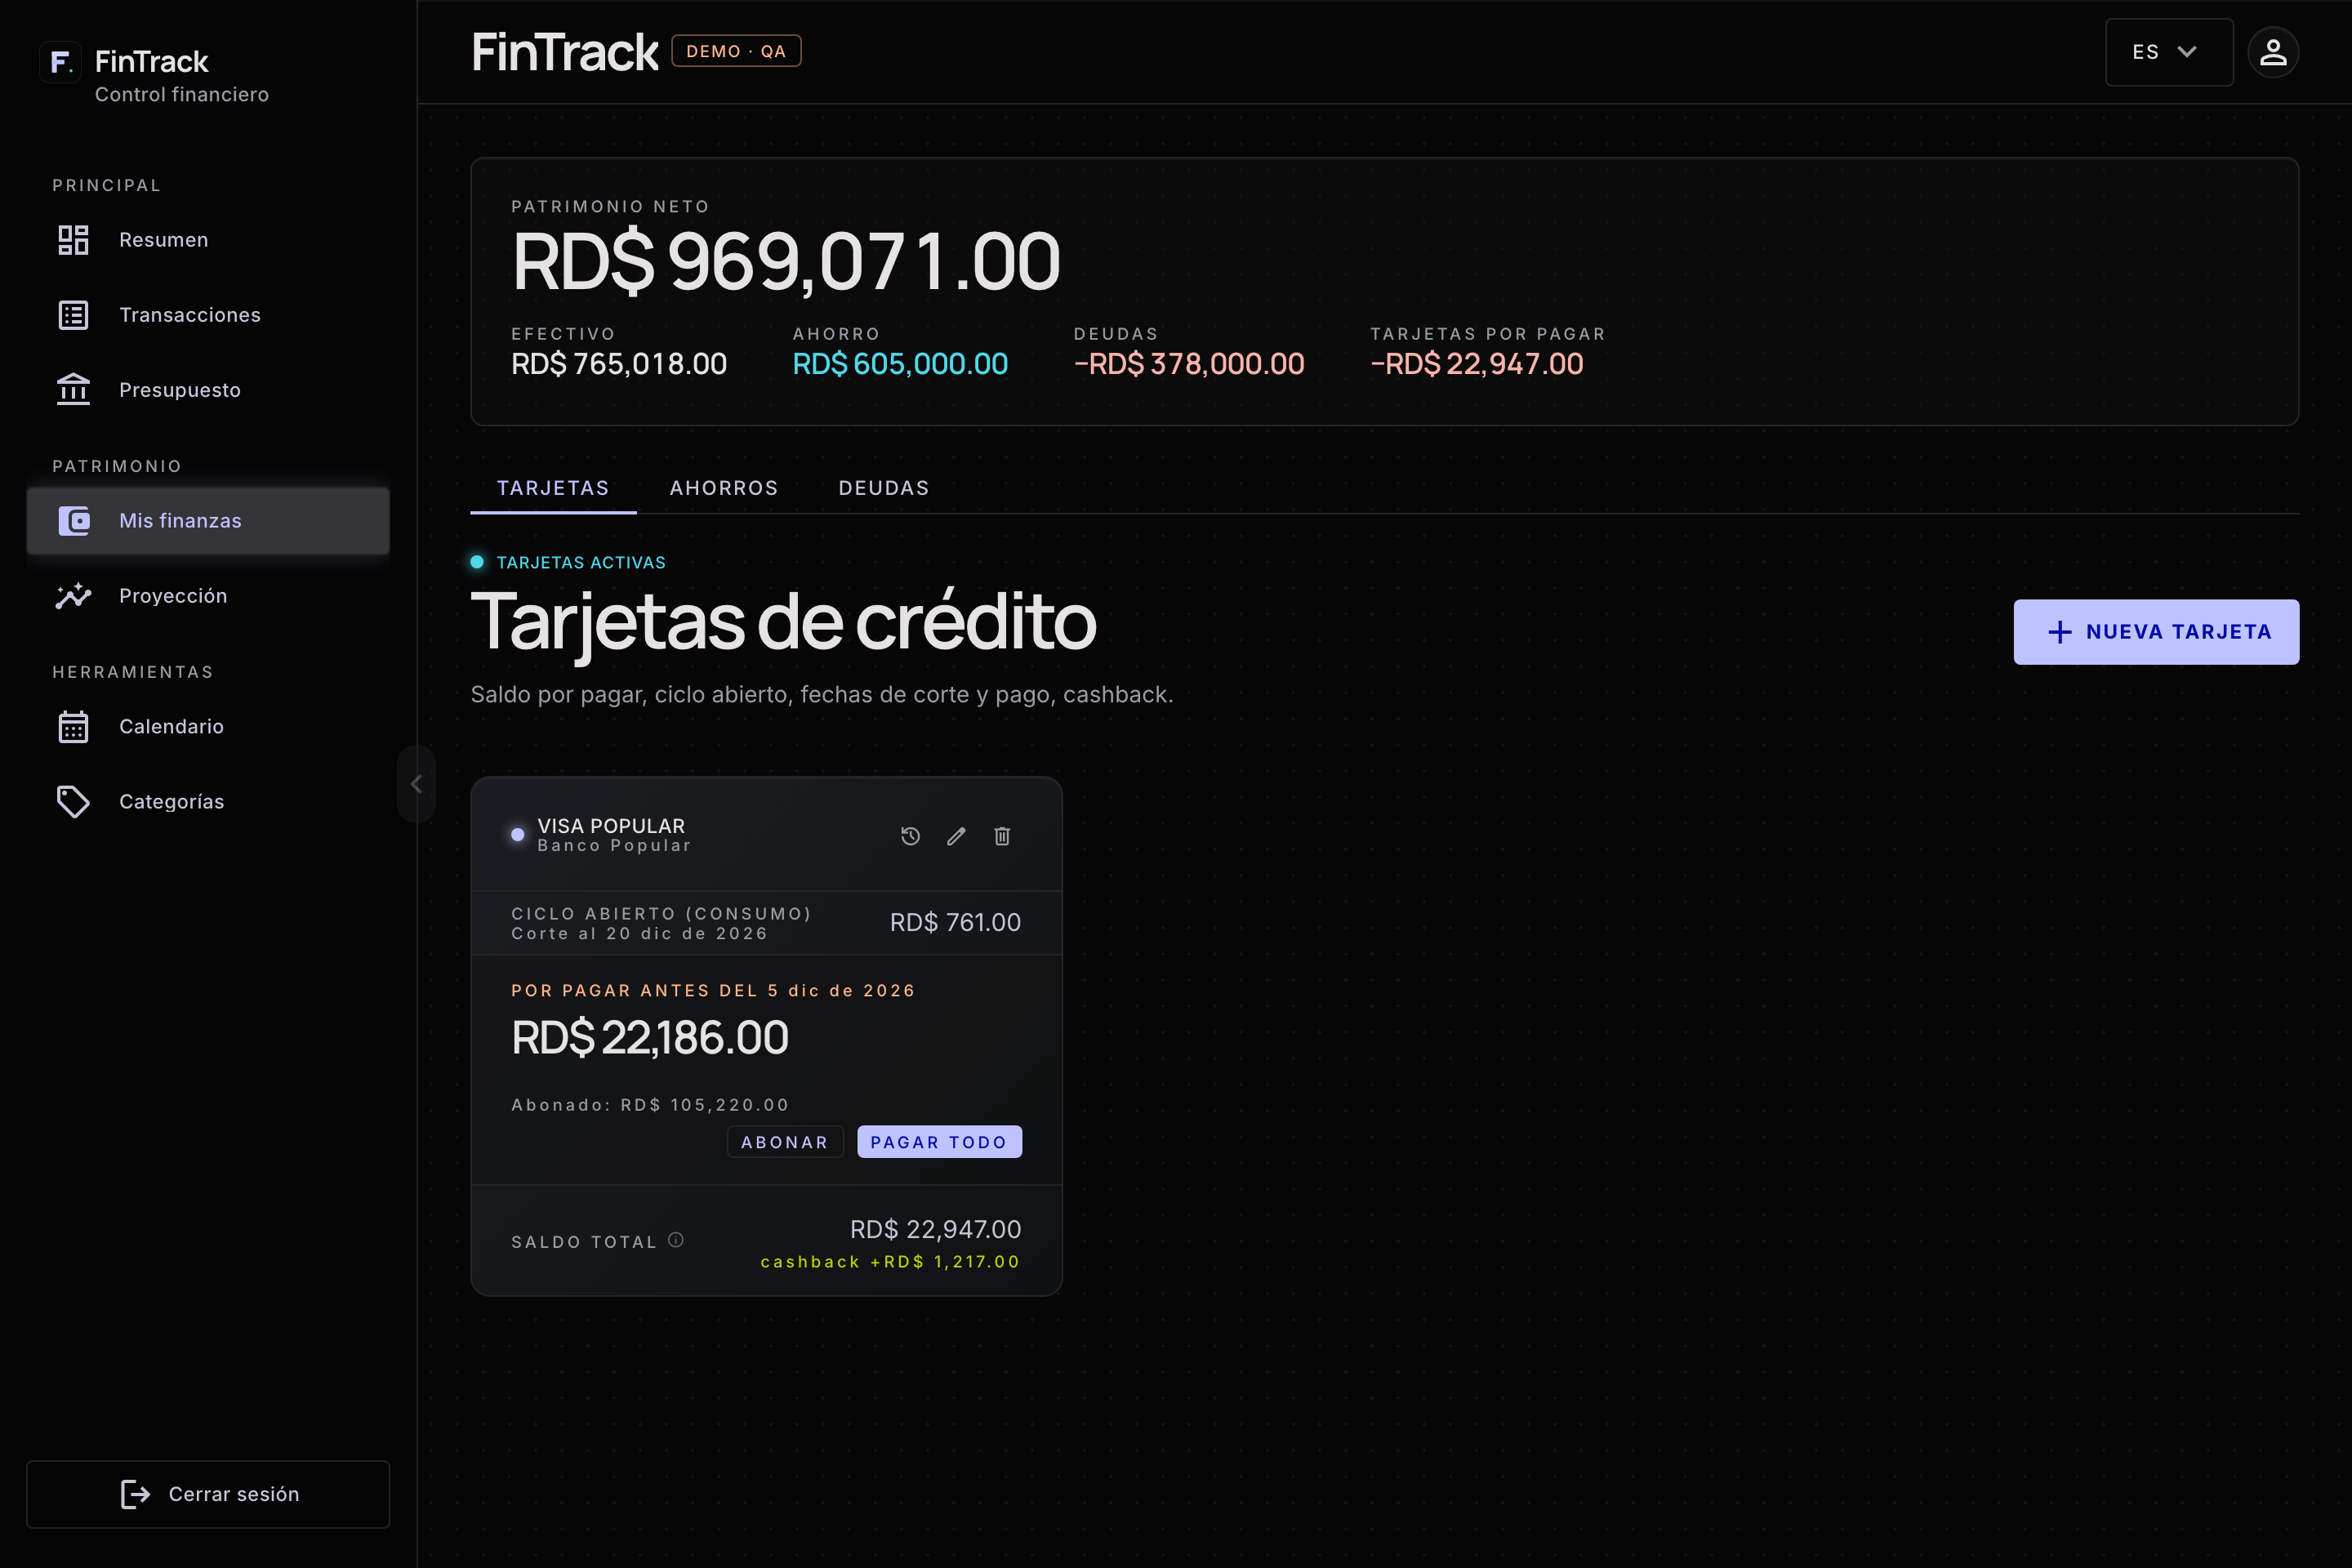 F.
FinTrack
Control financiero
PRINCIPAL
Resumen
Transacciones
Presupuesto
PATRIMONIO
Mis finanzas
Proyección
HERRAMIENTAS
Calendario
Categorías
Cerrar sesión
FinTrack DEMO · QA
ES
PATRIMONIO NETO
RD$ 969,071.00
EFECTIVO AHORRO DEUDAS TARJETAS POR PAGAR
RD$ 765,018.00 RD$ 605,000.00 −RD$ 378,000.00 −RD$ 22,947.00
TARJETAS AHORROS DEUDAS
TARJETAS ACTIVAS
Tarjetas de crédito
NUEVA TARJETA
Saldo por pagar, ciclo abierto, fechas de corte y pago, cashback.
VISA POPULAR
Banco Popular
CICLO ABIERTO (CONSUMO)
Corte al 20 dic de 2026
RD$ 761.00
POR PAGAR ANTES DEL 5 dic de 2026
RD$ 22,186.00
Abonado: RD$ 105,220.00
ABONAR PAGAR TODO
SALDO TOTAL
RD$ 22,947.00
cashback +RD$ 1,217.00